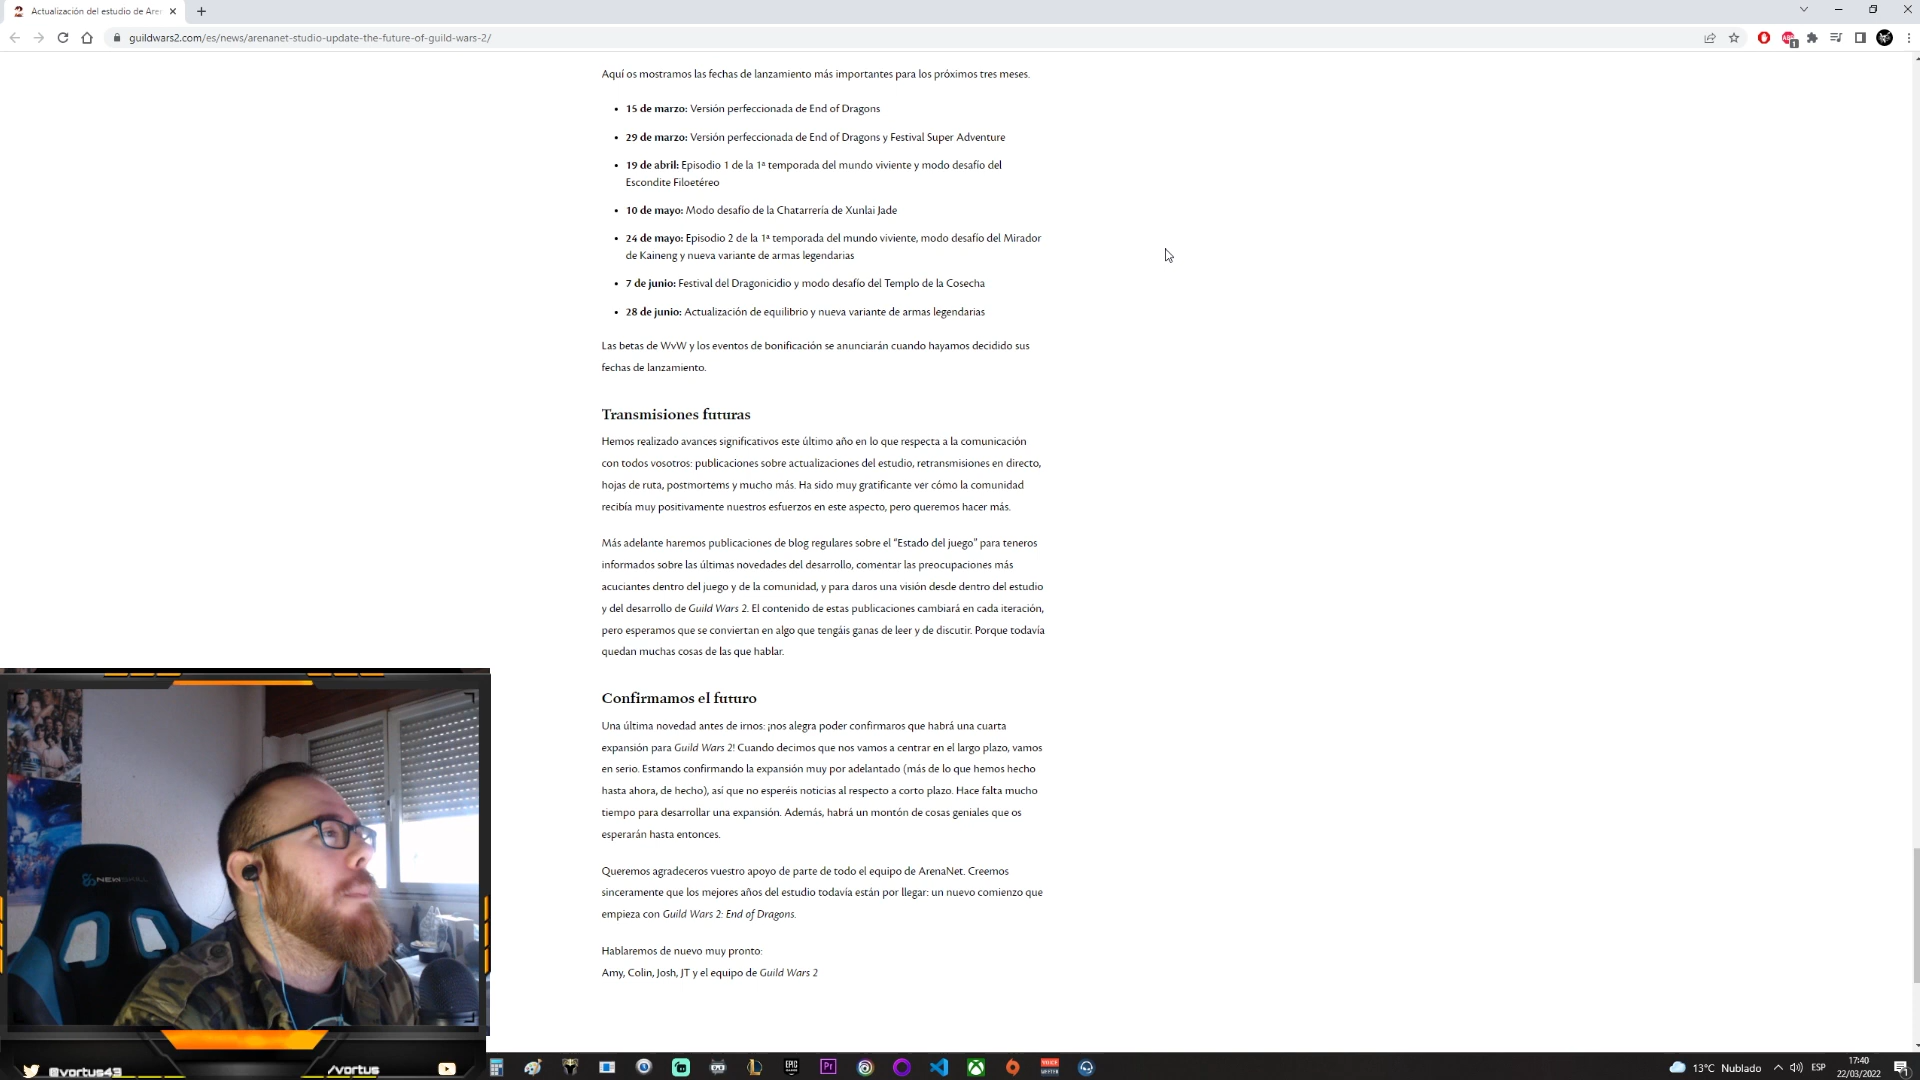 Actualización del estudio de Are
guildwars2.com/es/news/arenanet-studio-update-the-future-of-guild-wars-2/
Aquí os mostramos las fechas de lanzamiento más importantes para los próximos tres meses.
15 de marzo: Versión perfeccionada de End of Dragons
29 de marzo: Versión perfeccionada de End of Dragons y Festival Super Adventure
19 de abril: Episodio 1 de la 1ª temporada del mundo viviente y modo desafío del
Escondite Filoetéreo
10 de mayo: Modo desafío de la Chatarrería de Xunlai Jade
24 de mayo: Episodio 2 de la 1ª temporada del mundo viviente, modo desafío del Mirador
de Kaineng y nueva variante de armas legendarias
7 de junio: Festival del Dragonicidio y modo desafío del Templo de la Cosecha
28 de junio: Actualización de equilibrio y nueva variante de armas legendarias
Las betas de WvW y los eventos de bonificación se anunciarán cuando hayamos decidido sus
fechas de lanzamiento.
Transmisiones futuras
Hemos realizado avances significativos este último año en lo que respecta a la comunicación
con todos vosotros: publicaciones sobre actualizaciones del estudio, retransmisiones en directo,
hojas de ruta, postmortems y mucho más. Ha sido muy gratificante ver cómo la comunidad
recibía muy positivamente nuestros esfuerzos en este aspecto, pero queremos hacer más.
Más adelante haremos publicaciones de blog regulares sobre el “Estado del juego” para teneros
informados sobre las últimas novedades del desarrollo, comentar las preocupaciones más
acuciantes dentro del juego y de la comunidad, y para daros una visión desde dentro del estudio
y del desarrollo de Guild Wars 2. El contenido de estas publicaciones cambiará en cada iteración,
pero esperamos que se conviertan en algo que tengáis ganas de leer y de discutir. Porque todavía
quedan muchas cosas de las que hablar.
Confirmamos el futuro
Una última novedad antes de irnos: ¡nos alegra poder confirmaros que habrá una cuarta
expansión para Guild Wars 2! Cuando decimos que nos vamos a centrar en el largo plazo, vamos
en serio. Estamos confirmando la expansión muy por adelantado (más de lo que hemos hecho
hasta ahora, de hecho), así que no esperéis noticias al respecto a corto plazo. Hace falta mucho
tiempo para desarrollar una expansión. Además, habrá un montón de cosas geniales que os
esperarán hasta entonces.
Queremos agradeceros vuestro apoyo de parte de todo el equipo de ArenaNet. Creemos
sinceramente que los mejores años del estudio todavía están por llegar: un nuevo comienzo que
empieza con Guild Wars 2: End of Dragons.
Hablaremos de nuevo muy pronto:
Amy, Colin, Josh, JT y el equipo de Guild Wars 2
NEWSKILL
@vortus43
/vortus
EPIC
Pr
13°C Nublado
ESP
17:40
22/03/2022